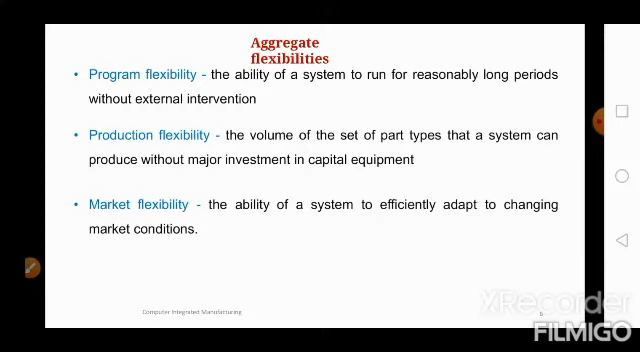 Aggregate
flexibilities
• Program flexibility - the ability of a system to run for reasonably long periods
without external intervention
• Production flexibility - the volume of the set of part types that a system can
produce without major investment in capital equipment
• Market flexibility - the ability of a system to efficiently adapt to changing
market conditions.
Computer Integrated Manufacturing
6
XRecorder
FILMIGO